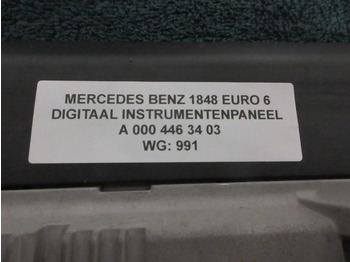 MERCEDES BENZ 1848 EURO 6
DIGITAAL INSTRUMENTENPANEEL
A 000 446 34 03
WG: 991